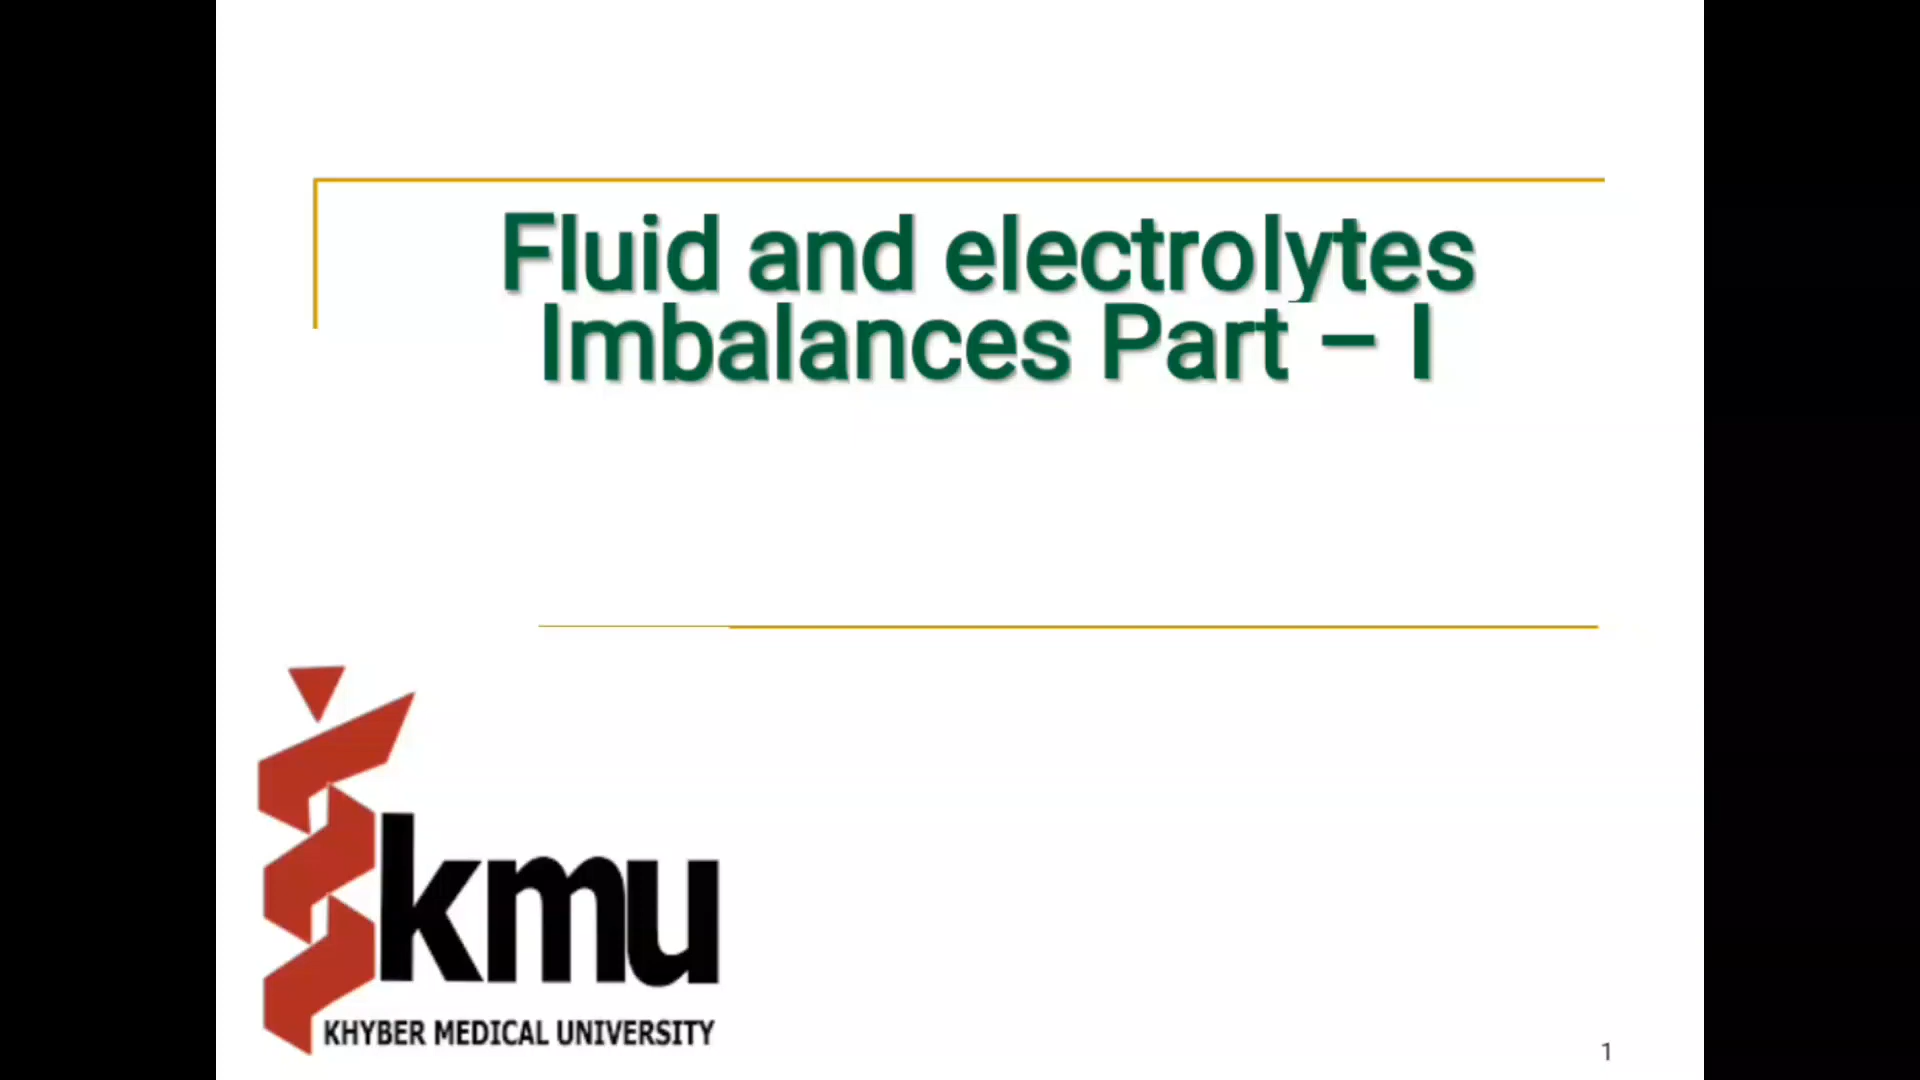 Fluid and electrolytes
Imbalances Part – I
kmu
KHYBER MEDICAL UNIVERSITY
1